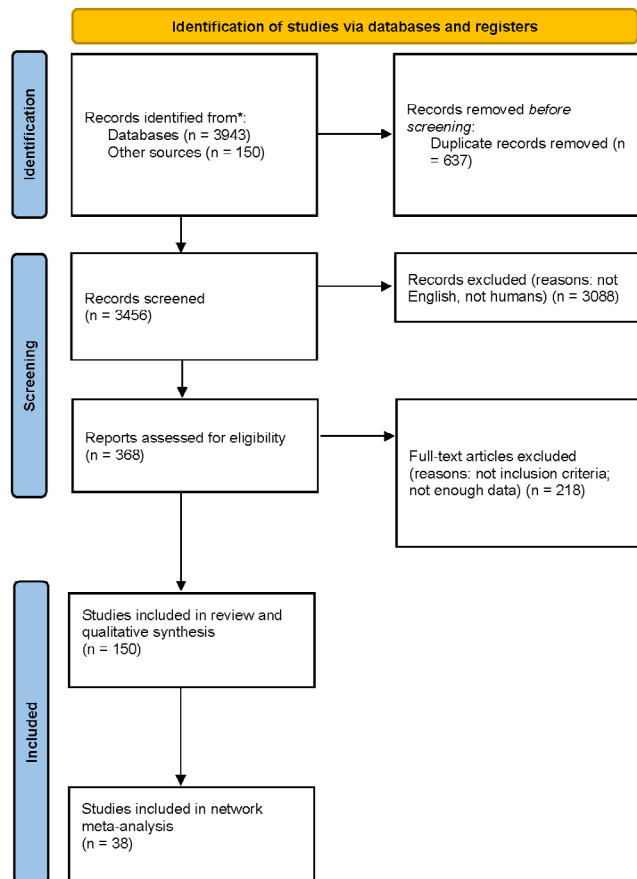 Identification of studies via databases and registers
Identification
Records identified from*:
Databases (n = 3943)
Other sources (n = 150)
Records removed before
screening:
Duplicate records removed (n
= 637)
Screening
Records screened
(n = 3456)
Records excluded (reasons: not
English, not humans) (n = 3088)
Reports assessed for eligibility
(n = 368)
Full-text articles excluded
(reasons: not inclusion criteria;
not enough data) (n = 218)
Included
Studies included in review and
qualitative synthesis
(n = 150)
Studies included in network
meta-analysis
(n = 38)